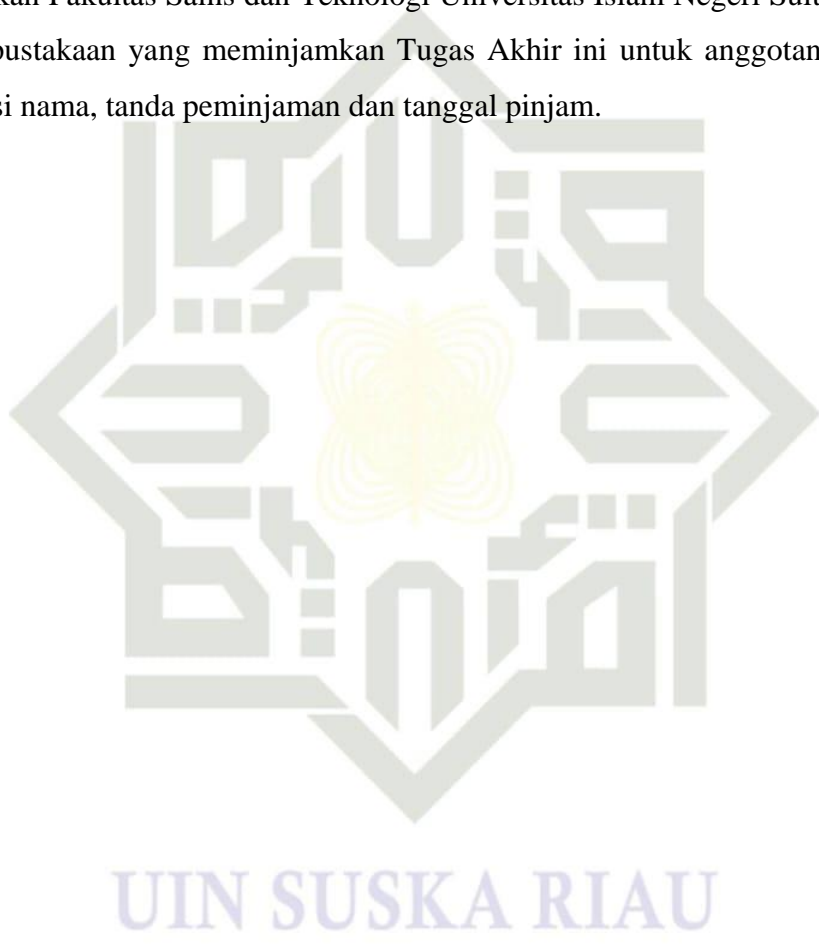 kan Fakultas Sains dan Teknologi Universitas Islam Negeri Sult
pustakaan yang meminjamkan Tugas Akhir ini untuk anggotan
si nama, tanda peminjaman dan tanggal pinjam.
UIN SUSKA RIAU